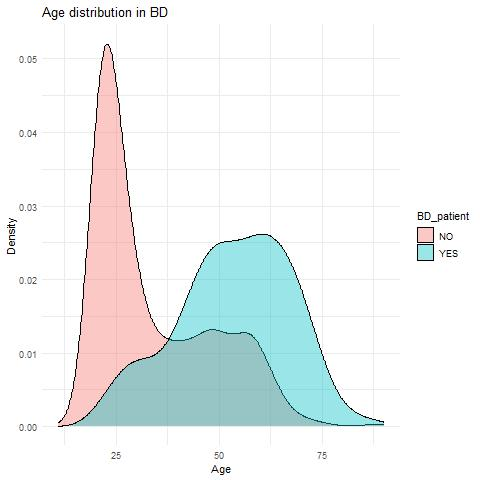 Age distribution in BD
0.05
0.04
0.03
0.02
0.01
0.00
Density
25 50 75
Age
BD_patient
NO
YES